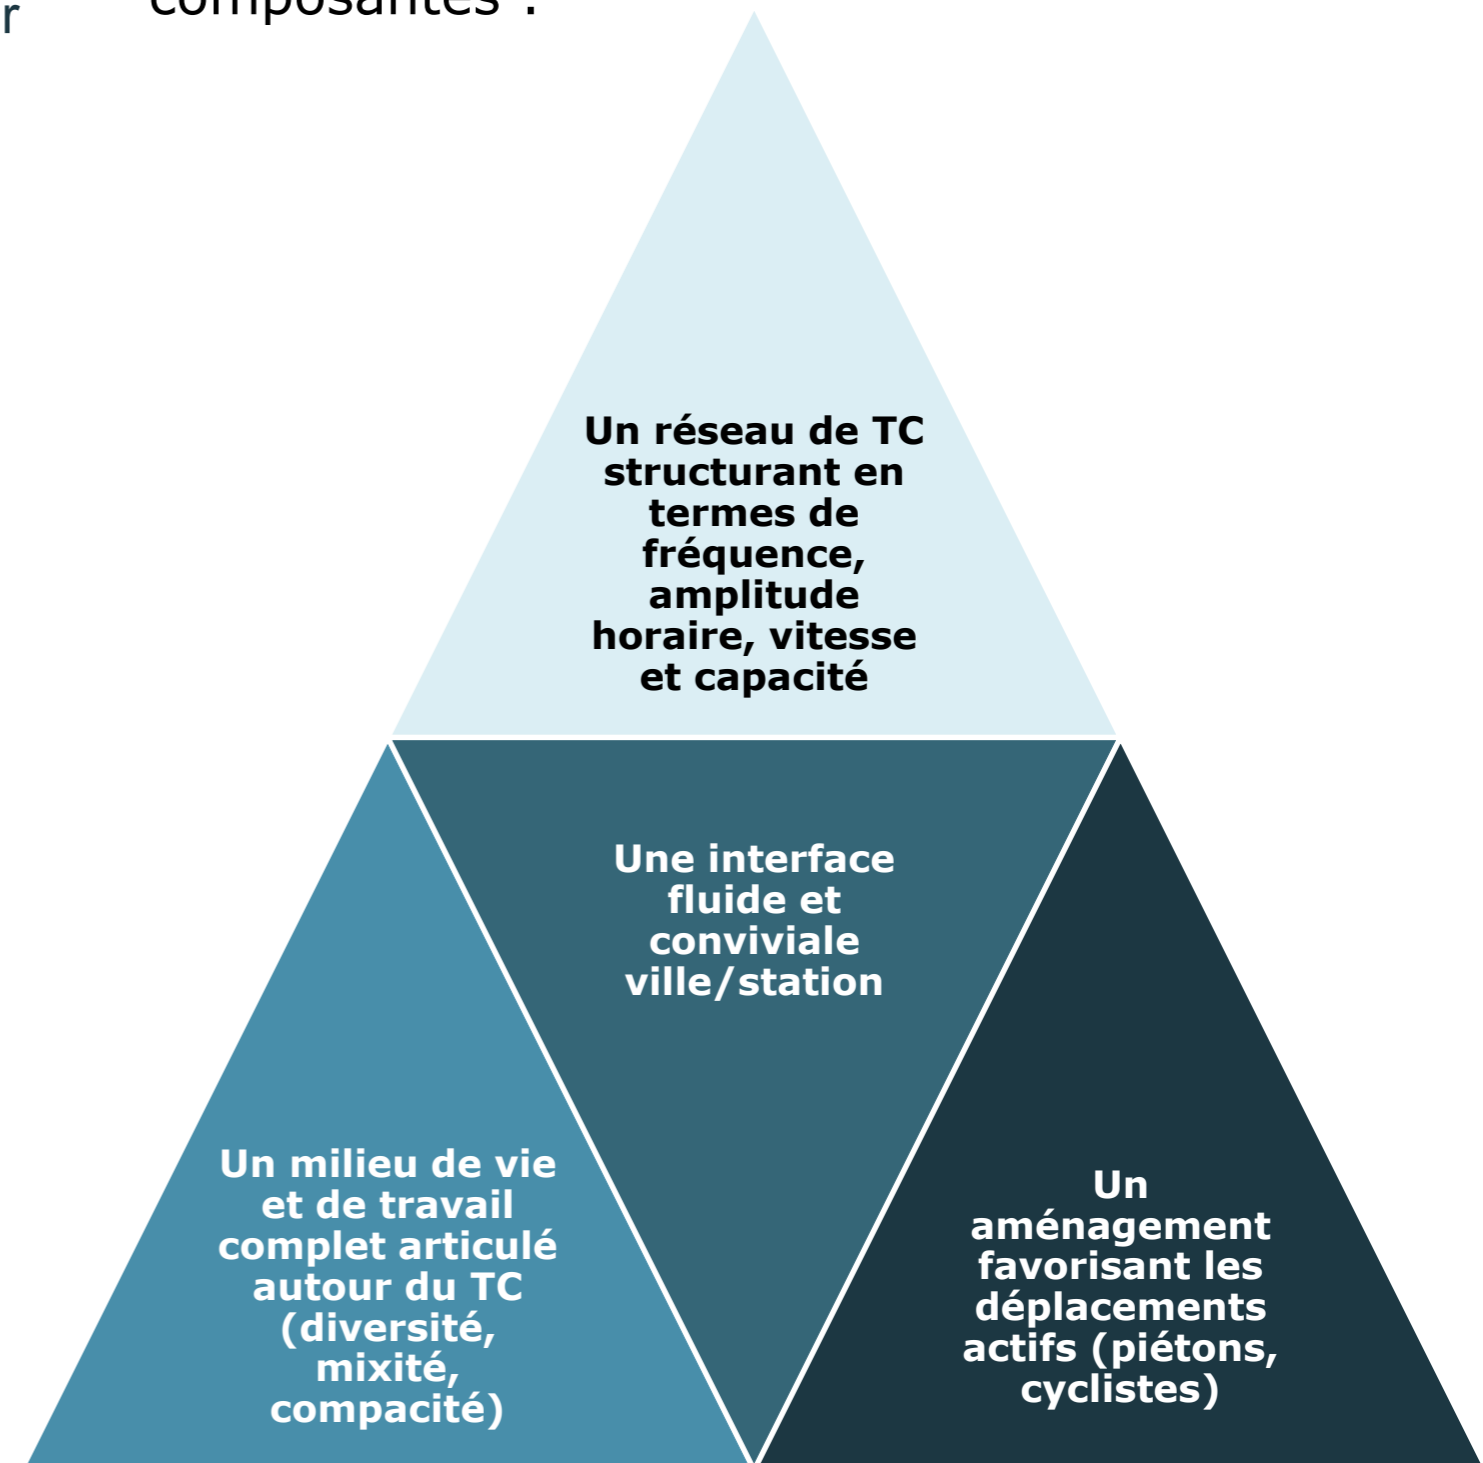 r
composantes :
Un réseau de TC
structurant en
termes de
fréquence,
amplitude
horaire, vitesse
et capacité
Une interface
fluide et
conviviale
ville/station
Un milieu de vie
et de travail
complet articulé
autour du TC
(diversité,
mixité,
compacité)
Un
aménagement
favorisant les
déplacements
actifs (piétons,
cyclistes)